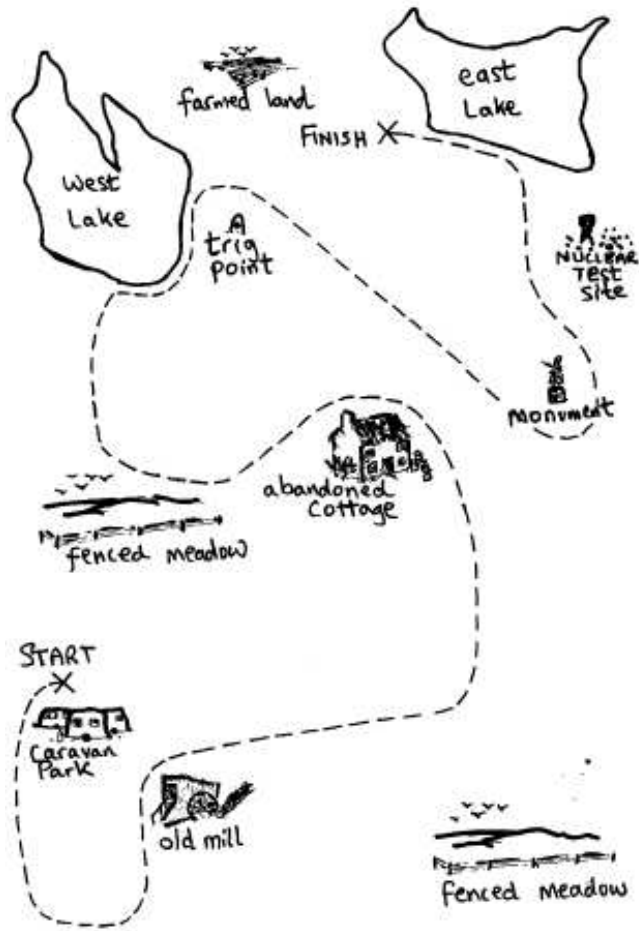 farmed land
east
Lake
FINISH
West
Lake
trig
point
NUCLEAR
TEST
Site
Monument
abandoned
Cottage
fenced meadow
START
Caravan
Park
old mill
fenced meadow